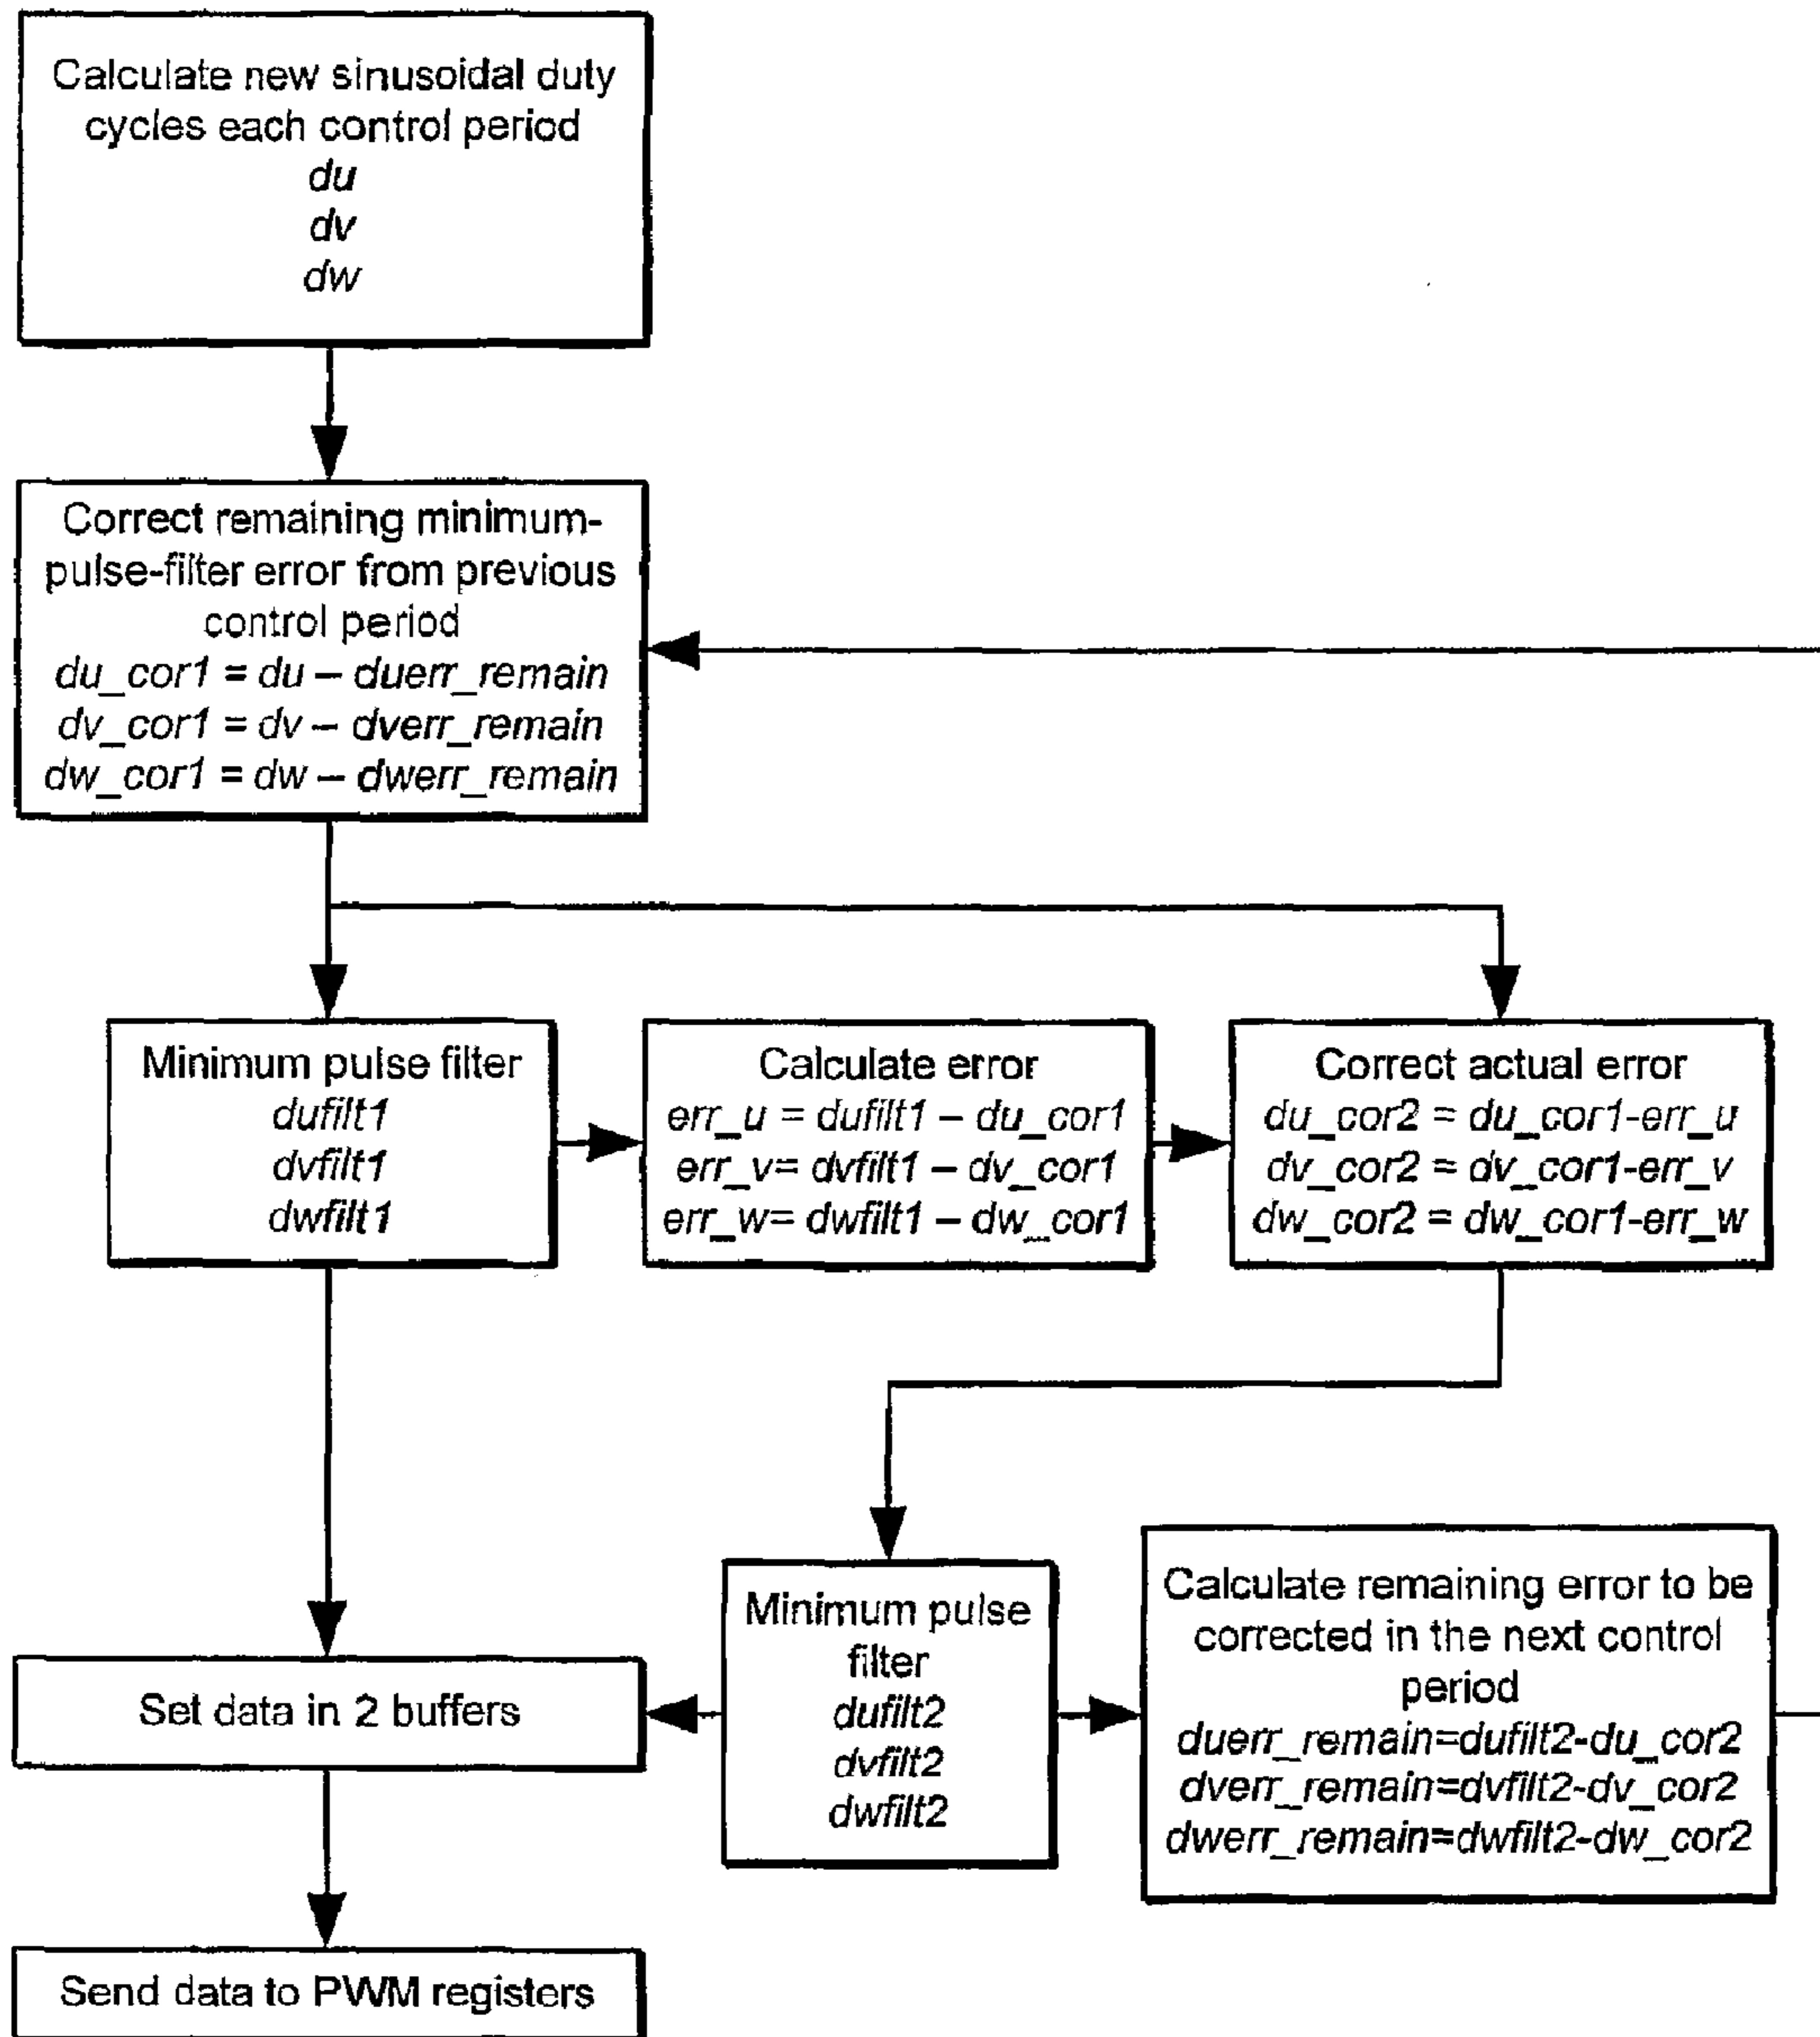 Calculate new sinusoidal duty
cycles each control period
du
dv
dw
Correct remaining minimum-
pulse-filter error from previous
control period
du_cor1 = du – duerr_remain
dv_cor1 = dv – dverr_remain
dw_cor1 = dw – dwerr_remain
Minimum pulse filter
dufilt1
dvfilt1
dwfilt1
Calculate error
err_u = dufilt1 – du_cor1
err_v= dvfilt1 – dv_cor1
err_w= dwfilt1 – dw_cor1
Correct actual error
du_cor2 = du_cor1-err_u
dv_cor2 = dv_cor1-err_v
dw_cor2 = dw_cor1-err_w
Set data in 2 buffers
Minimum pulse
filter
dufilt2
dvfilt2
dwfilt2
Calculate remaining error to be
corrected in the next control
period
duerr_remain=dufilt2-du_cor2
dverr_remain=dvfilt2-dv_cor2
dwerr_remain=dwfilt2-dw_cor2
Send data to PWM registers